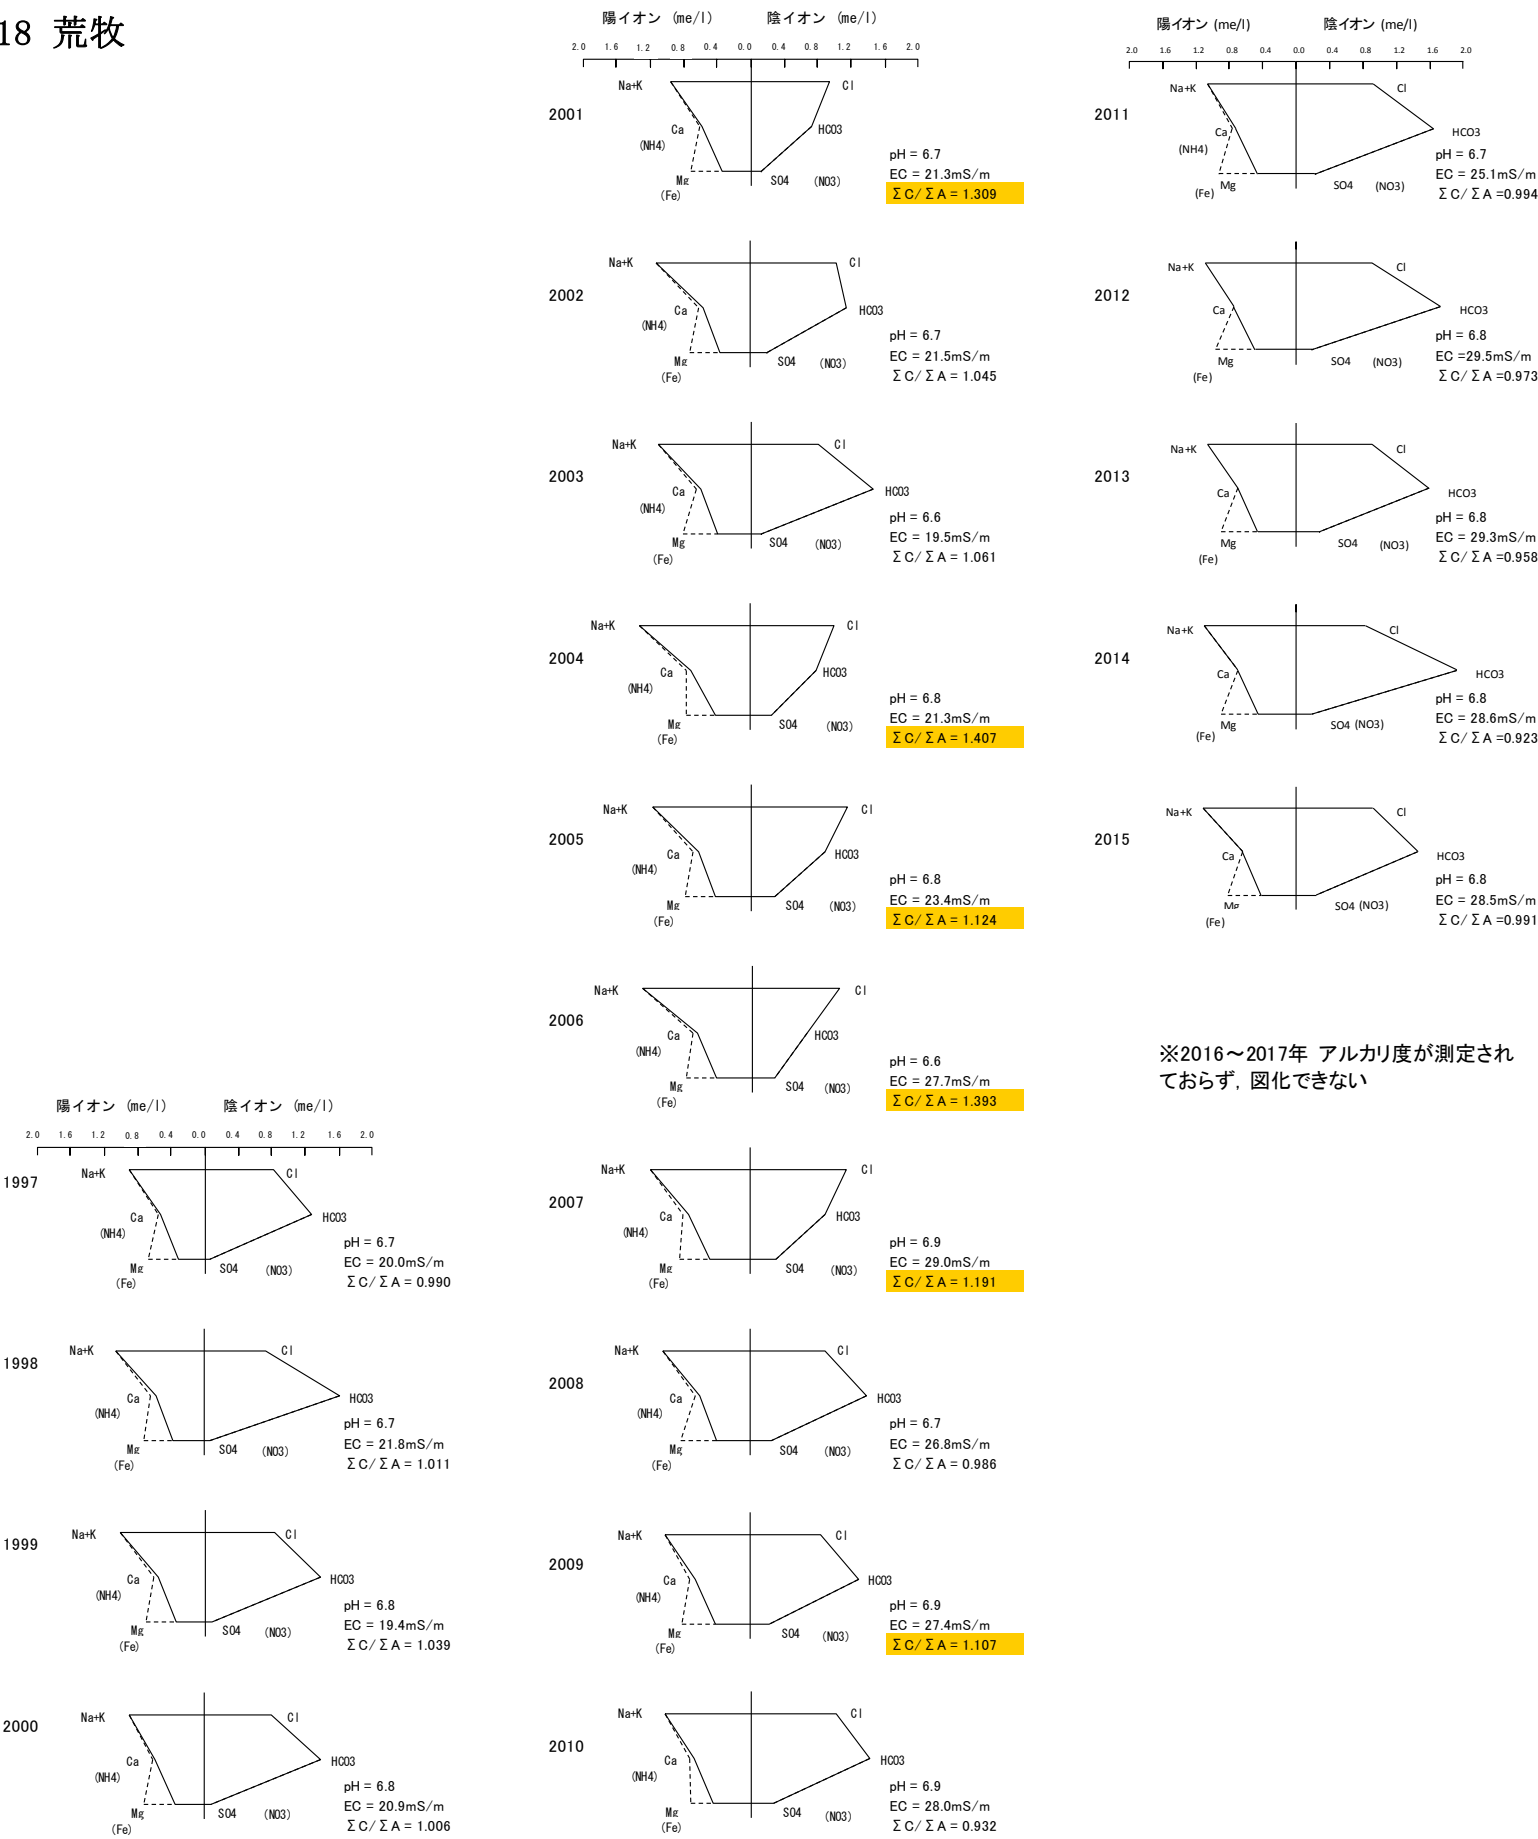 18 荒牧
陽イオン (me/l) 陰イオン (me/l)
2.0 1.6 1.2 0.8 0.4 0.0 0.4 0.8 1.2 1.6 2.0
1997
Na+K Cl
Ca HCO3
(NH4)
Mg SO4 (NO3)
(Fe)
pH = 6.7
EC = 20.0mS/m
ΣC/ΣA = 0.990
1998
Na+K Cl
Ca HCO3
(NH4)
Mg SO4 (NO3)
(Fe)
pH = 6.7
EC = 21.8mS/m
ΣC/ΣA = 1.011
1999
Na+K Cl
Ca HCO3
(NH4)
Mg SO4 (NO3)
(Fe)
pH = 6.8
EC = 19.4mS/m
ΣC/ΣA = 1.039
2000
Na+K Cl
Ca HCO3
(NH4)
Mg SO4 (NO3)
(Fe)
pH = 6.8
EC = 20.9mS/m
ΣC/ΣA = 1.006
陽イオン (me/l) 陰イオン (me/l)
2.0 1.6 1.2 0.8 0.4 0.0 0.4 0.8 1.2 1.6 2.0
2001
Na+K Cl
Ca HCO3
(NH4)
Mg SO4 (NO3)
(Fe)
pH = 6.7
EC = 21.3mS/m
ΣC/ΣA = 1.309
2002
Na+K Cl
Ca HCO3
(NH4)
Mg SO4 (NO3)
(Fe)
pH = 6.7
EC = 21.5mS/m
ΣC/ΣA = 1.045
2003
Na+K Cl
Ca HCO3
(NH4)
Mg SO4 (NO3)
(Fe)
pH = 6.6
EC = 19.5mS/m
ΣC/ΣA = 1.061
2004
Na+K Cl
Ca HCO3
(NH4)
Mg SO4 (NO3)
(Fe)
pH = 6.8
EC = 21.3mS/m
ΣC/ΣA = 1.407
2005
Na+K Cl
Ca HCO3
(NH4)
Mg SO4 (NO3)
(Fe)
pH = 6.8
EC = 23.4mS/m
ΣC/ΣA = 1.124
2006
Na+K Cl
Ca HCO3
(NH4)
Mg SO4 (NO3)
(Fe)
pH = 6.6
EC = 27.7mS/m
ΣC/ΣA = 1.393
2007
Na+K Cl
Ca HCO3
(NH4)
Mg SO4 (NO3)
(Fe)
pH = 6.9
EC = 29.0mS/m
ΣC/ΣA = 1.191
2008
Na+K Cl
Ca HCO3
(NH4)
Mg SO4 (NO3)
(Fe)
pH = 6.7
EC = 26.8mS/m
ΣC/ΣA = 0.986
2009
Na+K Cl
Ca HCO3
(NH4)
Mg SO4 (NO3)
(Fe)
pH = 6.9
EC = 27.4mS/m
ΣC/ΣA = 1.107
2010
Na+K Cl
Ca HCO3
(NH4)
Mg SO4 (NO3)
(Fe)
pH = 6.9
EC = 28.0mS/m
ΣC/ΣA = 0.932
陽イオン (me/l) 陰イオン (me/l)
2.0 1.6 1.2 0.8 0.4 0.0 0.4 0.8 1.2 1.6 2.0
2011
Na+K Cl
Ca HCO3
(NH4)
Mg SO4 (NO3)
(Fe)
pH = 6.7
EC = 25.1mS/m
ΣC/ΣA =0.994
2012
Na+K Cl
Ca HCO3
Mg SO4 (NO3)
(Fe)
pH = 6.8
EC =29.5mS/m
ΣC/ΣA =0.973
2013
Na+K Cl
Ca HCO3
Mg SO4 (NO3)
(Fe)
pH = 6.8
EC = 29.3mS/m
ΣC/ΣA =0.958
2014
Na+K Cl
Ca HCO3
Mg SO4 (NO3)
(Fe)
pH = 6.8
EC = 28.6mS/m
ΣC/ΣA =0.923
2015
Na+K Cl
Ca HCO3
Mg SO4 (NO3)
(Fe)
pH = 6.8
EC = 28.5mS/m
ΣC/ΣA =0.991
※2016～2017年 アルカリ度が測定され
ておらず, 図化できない